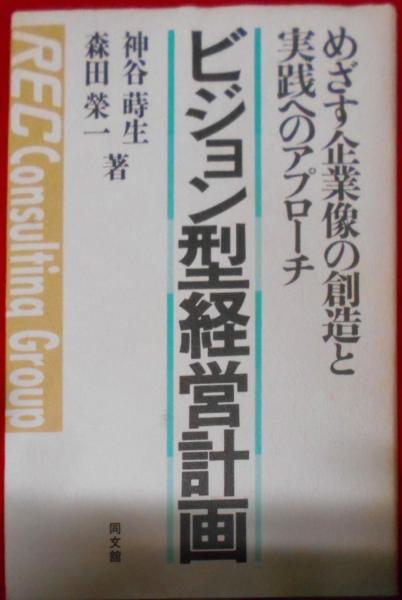 めざす企業像の創造と
実践へのアプローチ
ビジョン型経営計画
神谷 蒔生
森田 榮一 著
REC Consulting Group
同文舘